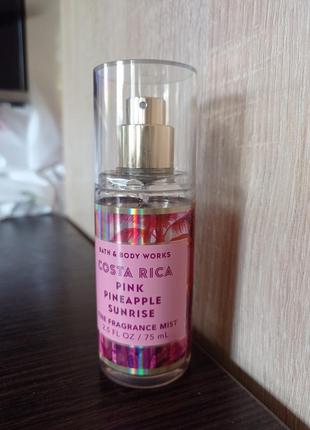 BATH & BODY WORKS
COSTA RICA
PINK
PINEAPPLE
SUNRISE
FINE FRAGRANCE MIST
2.5 FL OZ / 75 mL